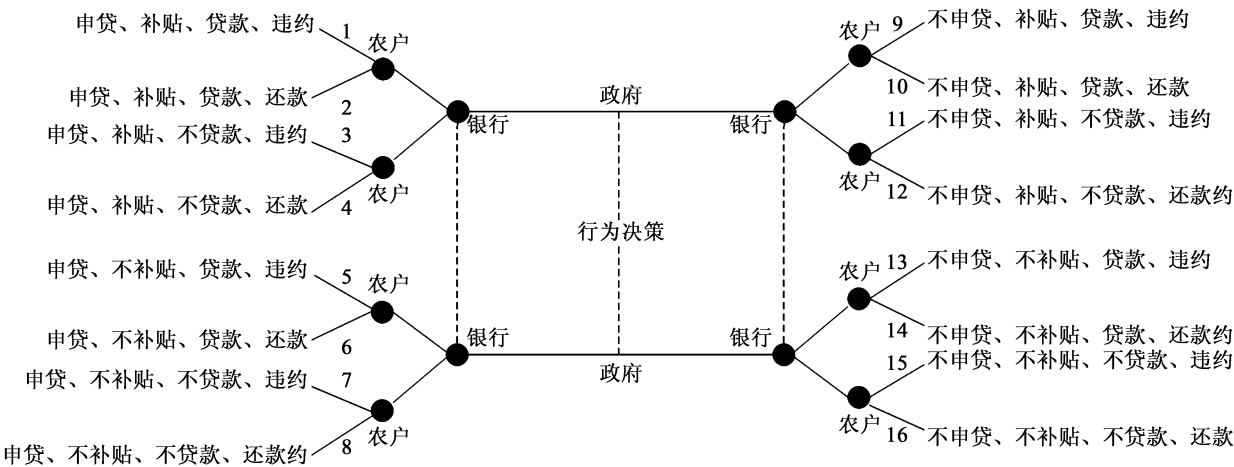 申贷、补贴、贷款、违约
1
农户
申贷、补贴、贷款、还款
2
申贷、补贴、不贷款、违约
3
农户
申贷、补贴、不贷款、还款
4
银行
政府
银行
农户
9
不申贷、补贴、贷款、违约
10
不申贷、补贴、贷款、还款
11
不申贷、补贴、不贷款、违约
农户
12
不申贷、补贴、不贷款、还款约
行为决策
申贷、不补贴、贷款、违约
5
农户
申贷、不补贴、贷款、还款
6
申贷、不补贴、不贷款、违约
7
农户
申贷、不补贴、不贷款、还款约
8
银行
政府
银行
农户
13
不申贷、不补贴、贷款、违约
14
不申贷、不补贴、贷款、还款约
15
不申贷、不补贴、不贷款、违约
农户
16
不申贷、不补贴、不贷款、还款